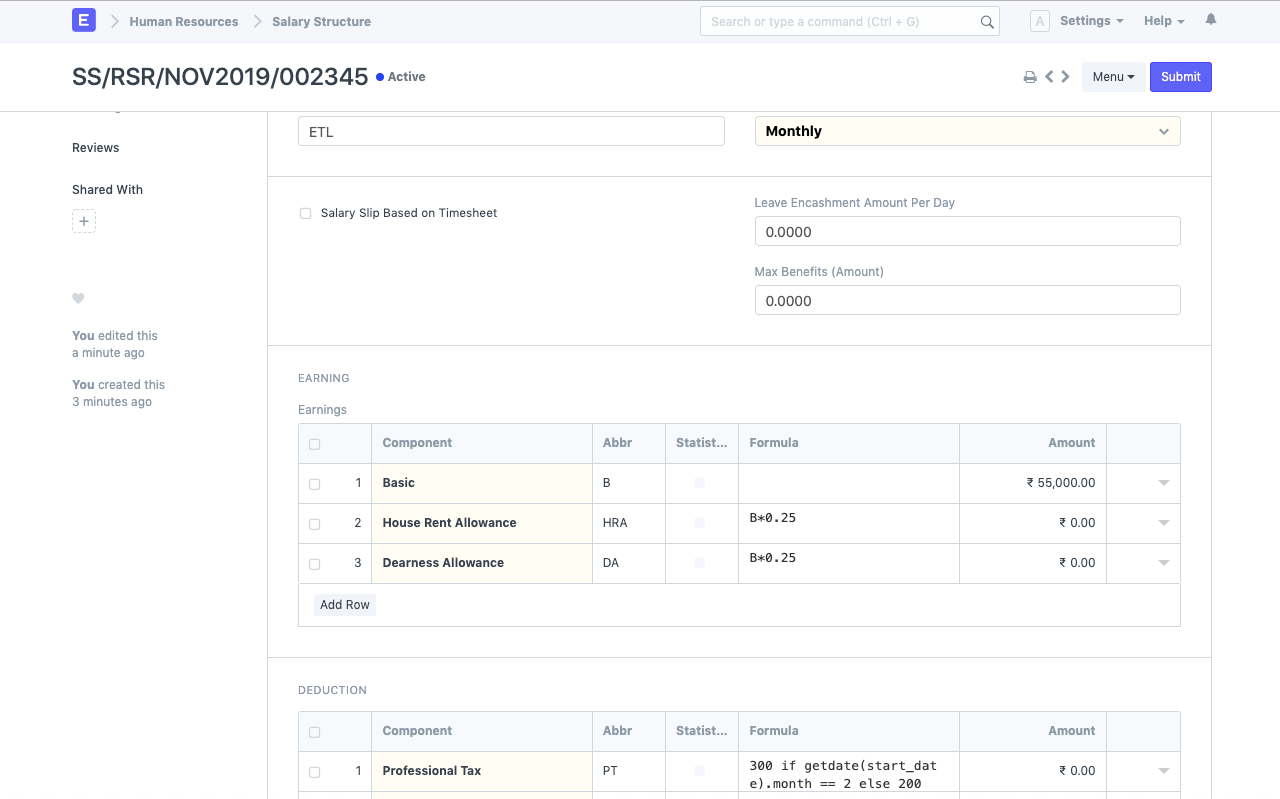 E Human Resources Salary Structure Search or type a command (Ctrl + G) A Settings Help
SS/RSR/NOV2019/002345 Active Menu Submit
ETL Monthly
Reviews
Shared With
+
Salary Slip Based on Timesheet
Leave Encashment Amount Per Day
0.0000
Max Benefits (Amount)
0.0000
You edited this
a minute ago
You created this
3 minutes ago
EARNING
Earnings
Component Abbr Statist... Formula Amount
1 Basic B ₹ 55,000.00
2 House Rent Allowance HRA B*0.25 ₹ 0.00
3 Dearness Allowance DA B*0.25 ₹ 0.00
Add Row
DEDUCTION
Component Abbr Statist... Formula Amount
1 Professional Tax PT 300 if getdate(start_dat ₹ 0.00
e).month == 2 else 200